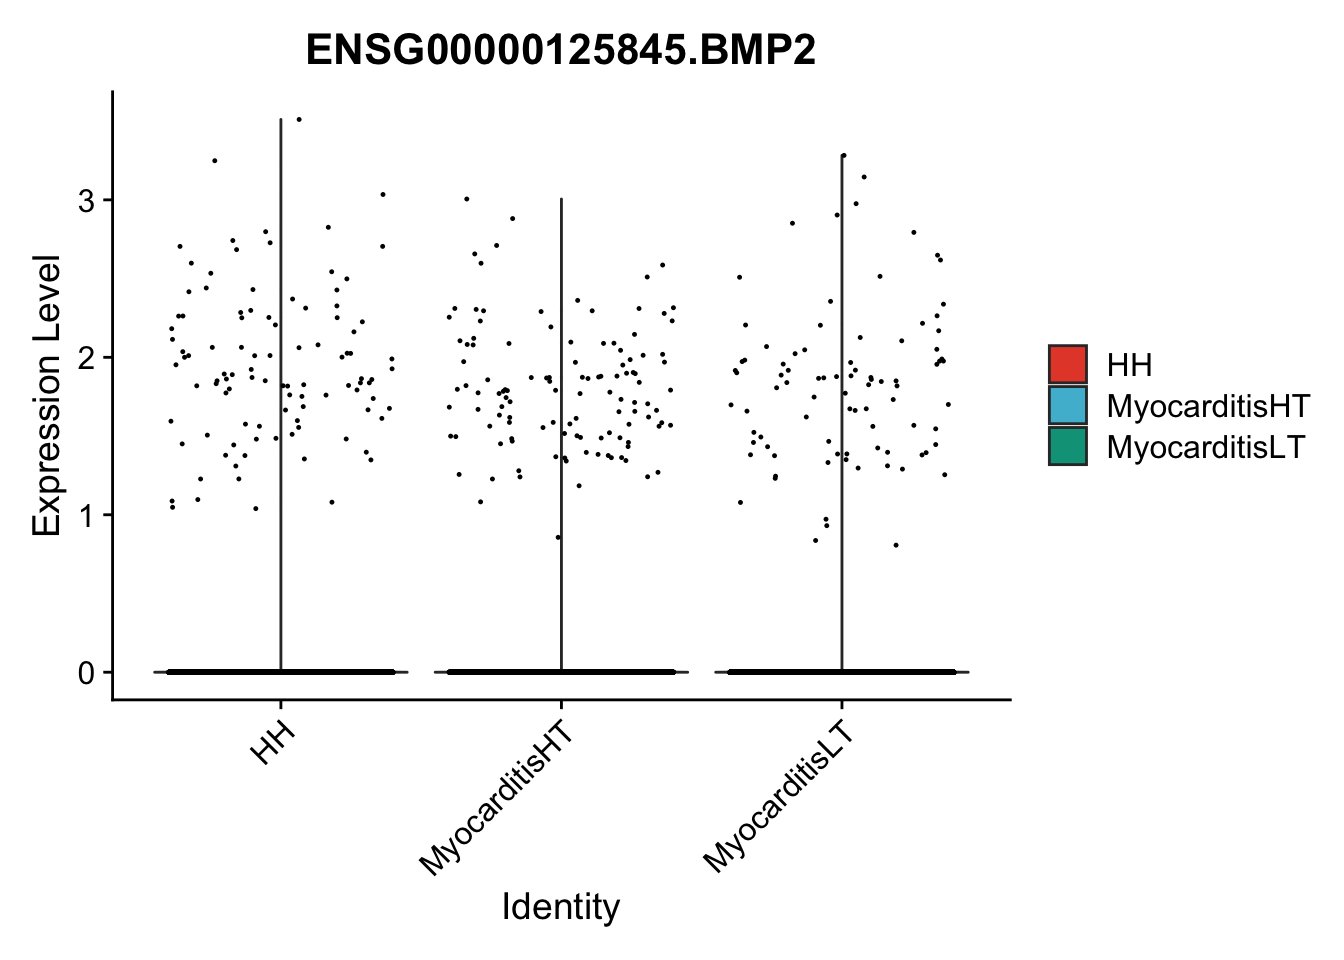 ENSG00000125845.BMP2
Expression Level
3
2
1
0
HH
MyocarditisHT
MyocarditisLT
Identity
HH
MyocarditisHT
MyocarditisLT